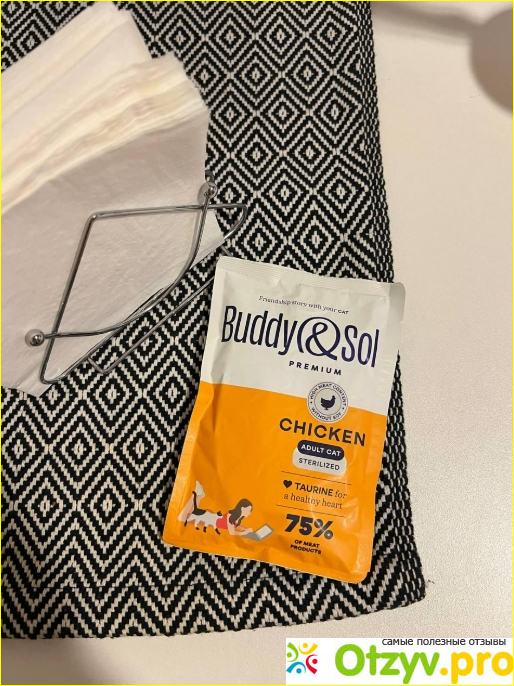 Friendship story with your CAT
Buddy&Sol
PREMIUM
HIGH MEAT CONTENT
WITHOUT SOY
CHICKEN
ADULT CAT
STERILIZED
TAURINE for
a healthy heart
75%
OF MEAT
PRODUCTS
самые полезные отзывы
Otzyv.pro